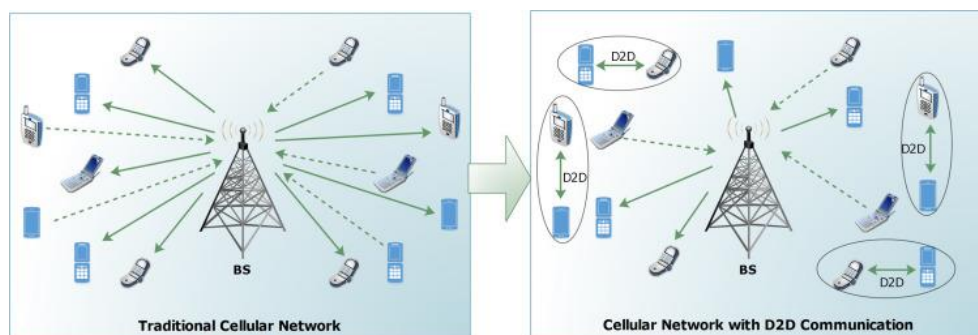 D2D
D2D
D2D
D2D
BS
BS
Traditional Cellular Network
Cellular Network with D2D Communication